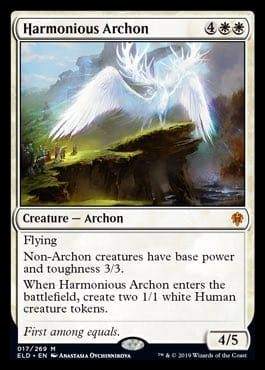 Harmonious Archon 4
Creature — Archon
Flying
Non-Archon creatures have base power
and toughness 3/3.
When Harmonious Archon enters the
battlefield, create two 1/1 white Human
creature tokens.
First among equals.
4/5
017/269 M
ELD • EN Anastasia Ovchinnikova
™ & © 2019 Wizards of the Coast